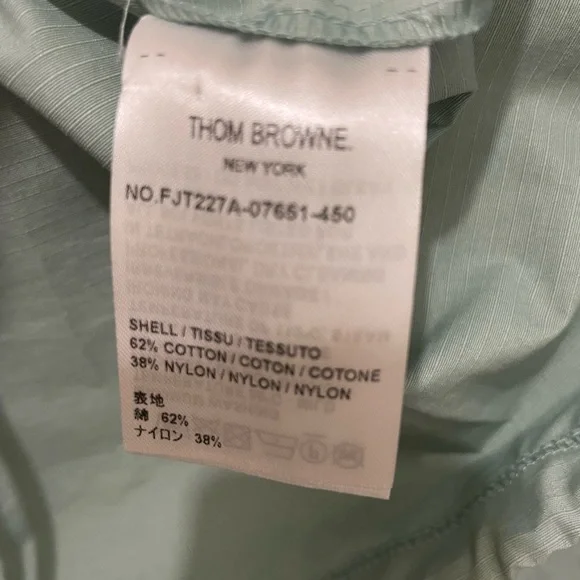 THOM BROWNE.
NEW YORK
NO.FJT227A-07651-450
SHELL / TISSU / TESSUTO
62% COTTON / COTON / COTONE
38% NYLON / NYLON / NYLON
表地
綿 62%
ナイロン 38%